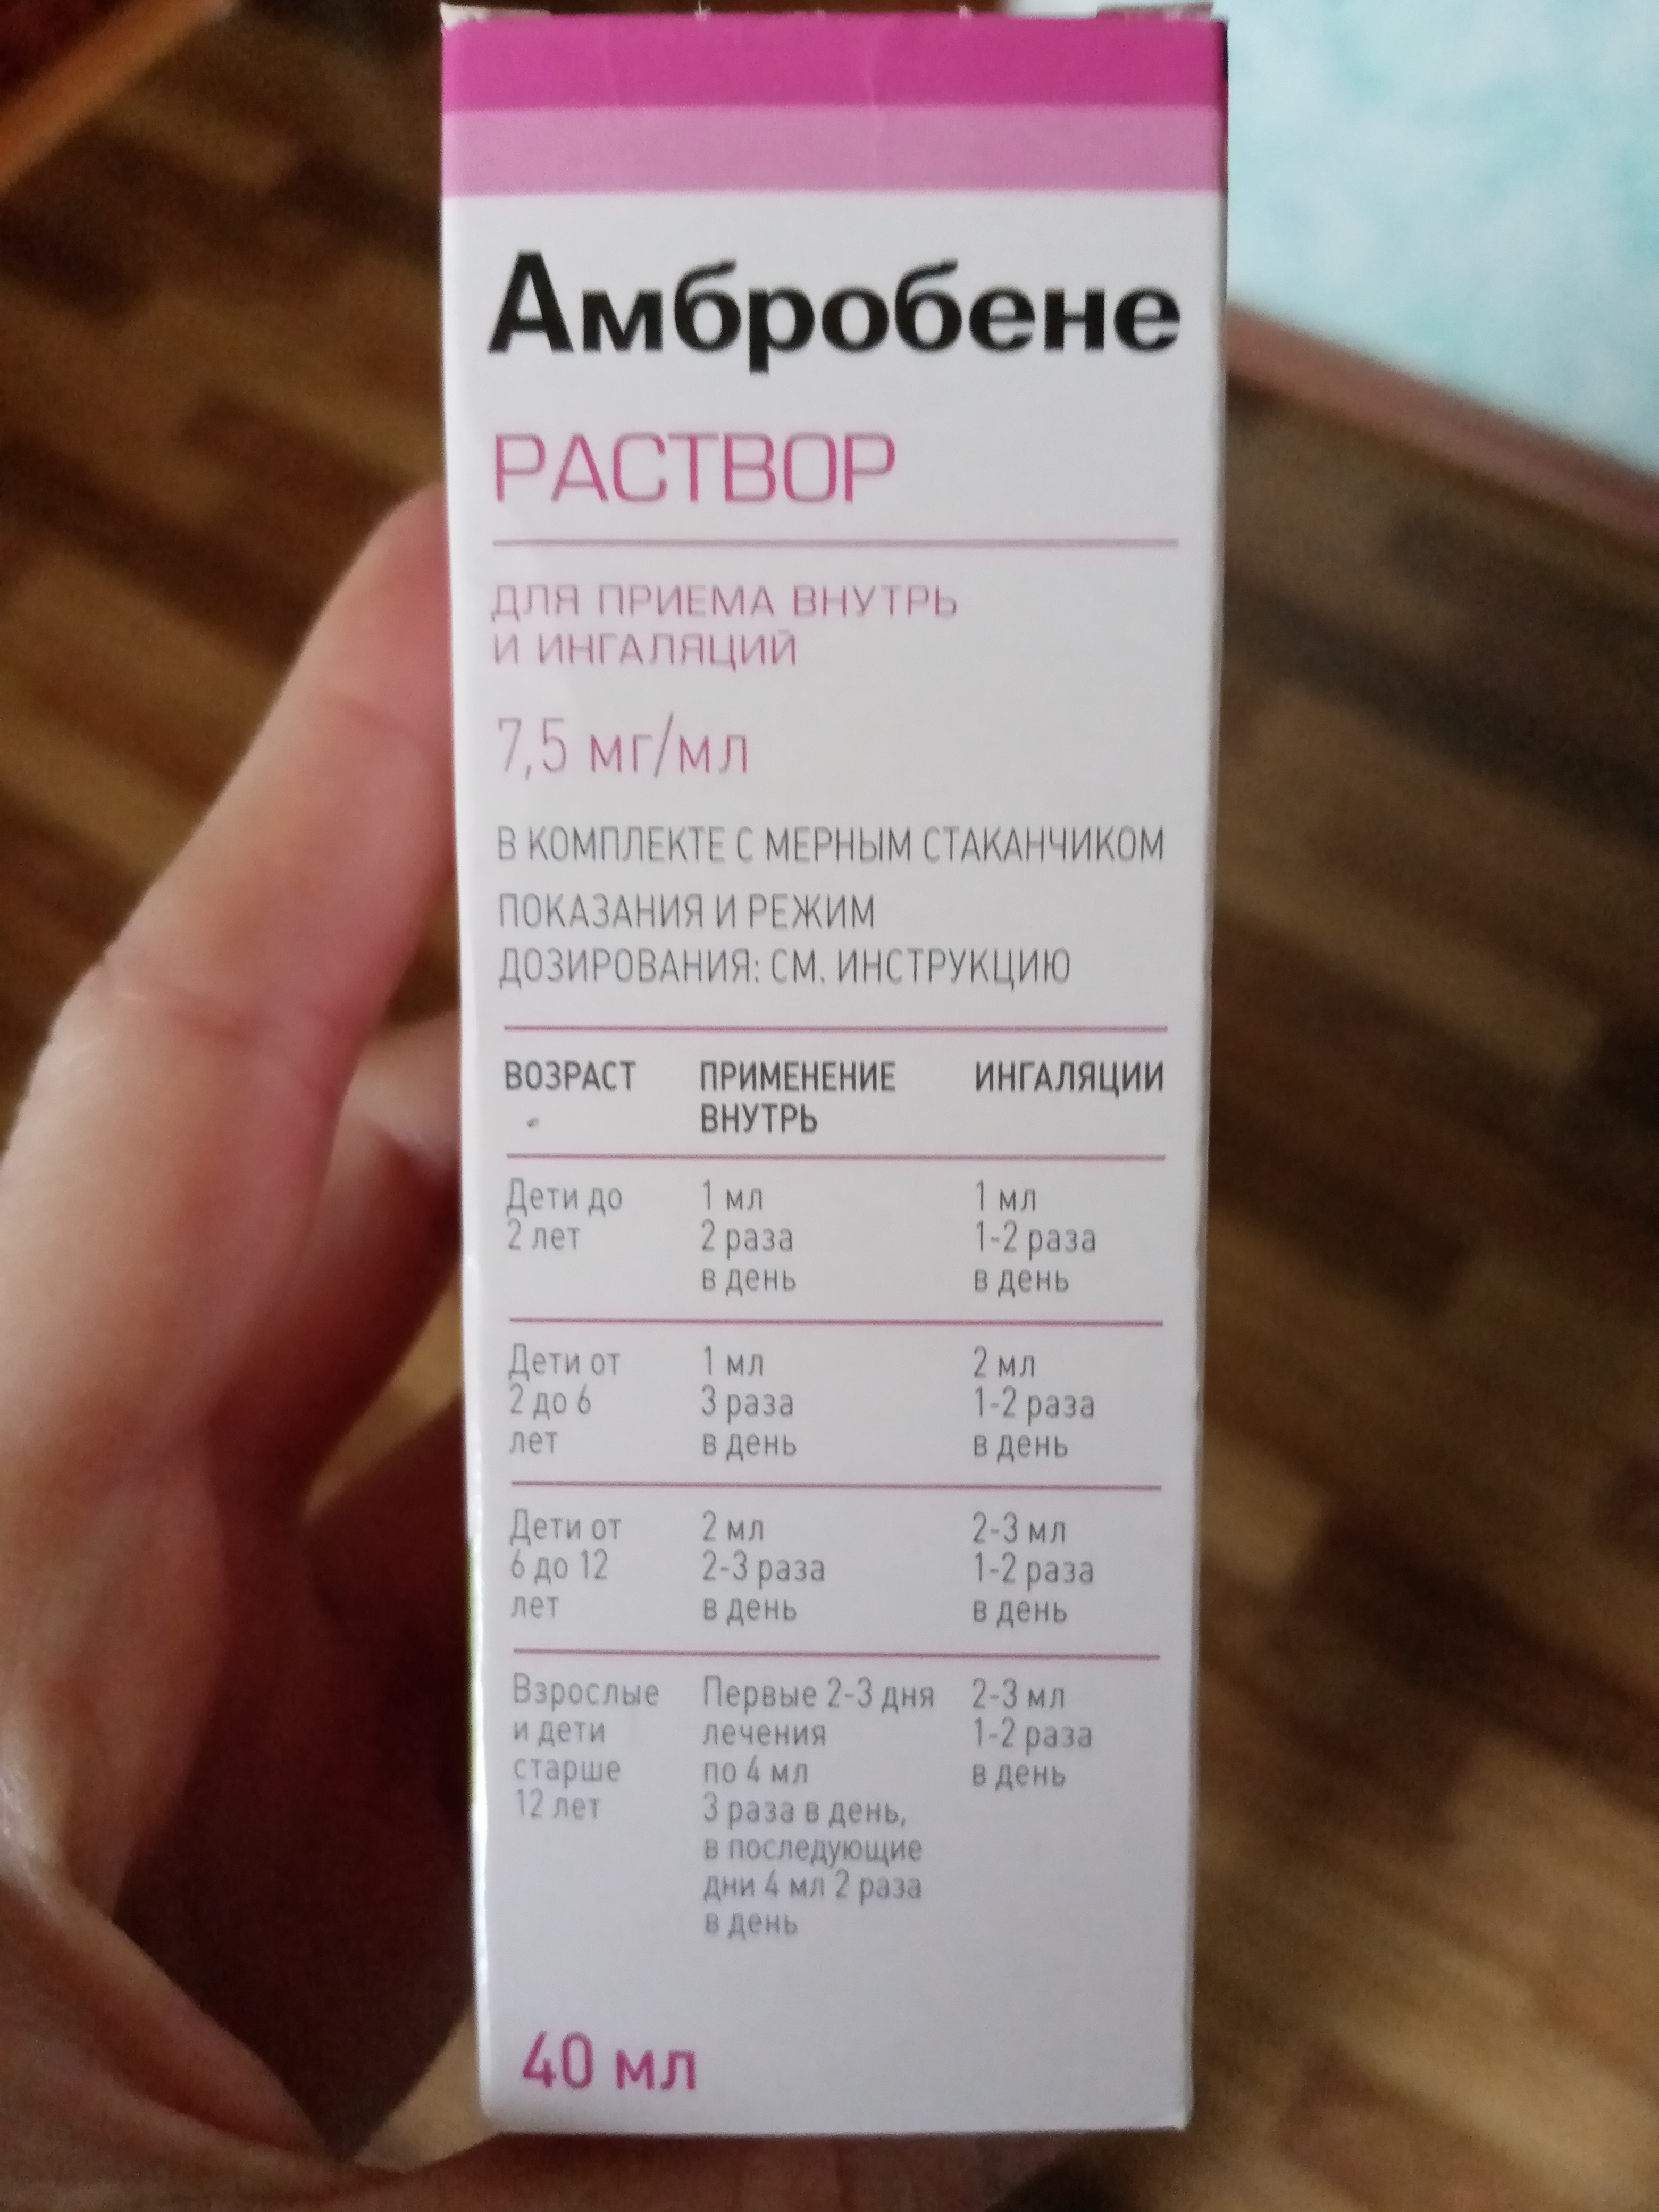 Амбробене
РАСТВОР
ДЛЯ ПРИЕМА ВНУТРЬ
И ИНГАЛЯЦИЙ
7,5 мг/мл
В КОМПЛЕКТЕ С МЕРНЫМ СТАКАНЧИКОМ
ПОКАЗАНИЯ И РЕЖИМ
ДОЗИРОВАНИЯ: СМ. ИНСТРУКЦИЮ
ВОЗРАСТ ПРИМЕНЕНИЕ ИНГАЛЯЦИИ
ВНУТРЬ
Дети до 1 мл 1 мл
2 лет 2 раза 1-2 раза
в день в день
Дети от 1 мл 2 мл
2 до 6 3 раза 1-2 раза
лет в день в день
Дети от 2 мл 2-3 мл
6 до 12 2-3 раза 1-2 раза
лет в день в день
Взрослые Первые 2-3 дня 2-3 мл
и дети лечения 1-2 раза
старше по 4 мл в день
12 лет 3 раза в день,
в последующие
дни 4 мл 2 раза
в день
40 мл